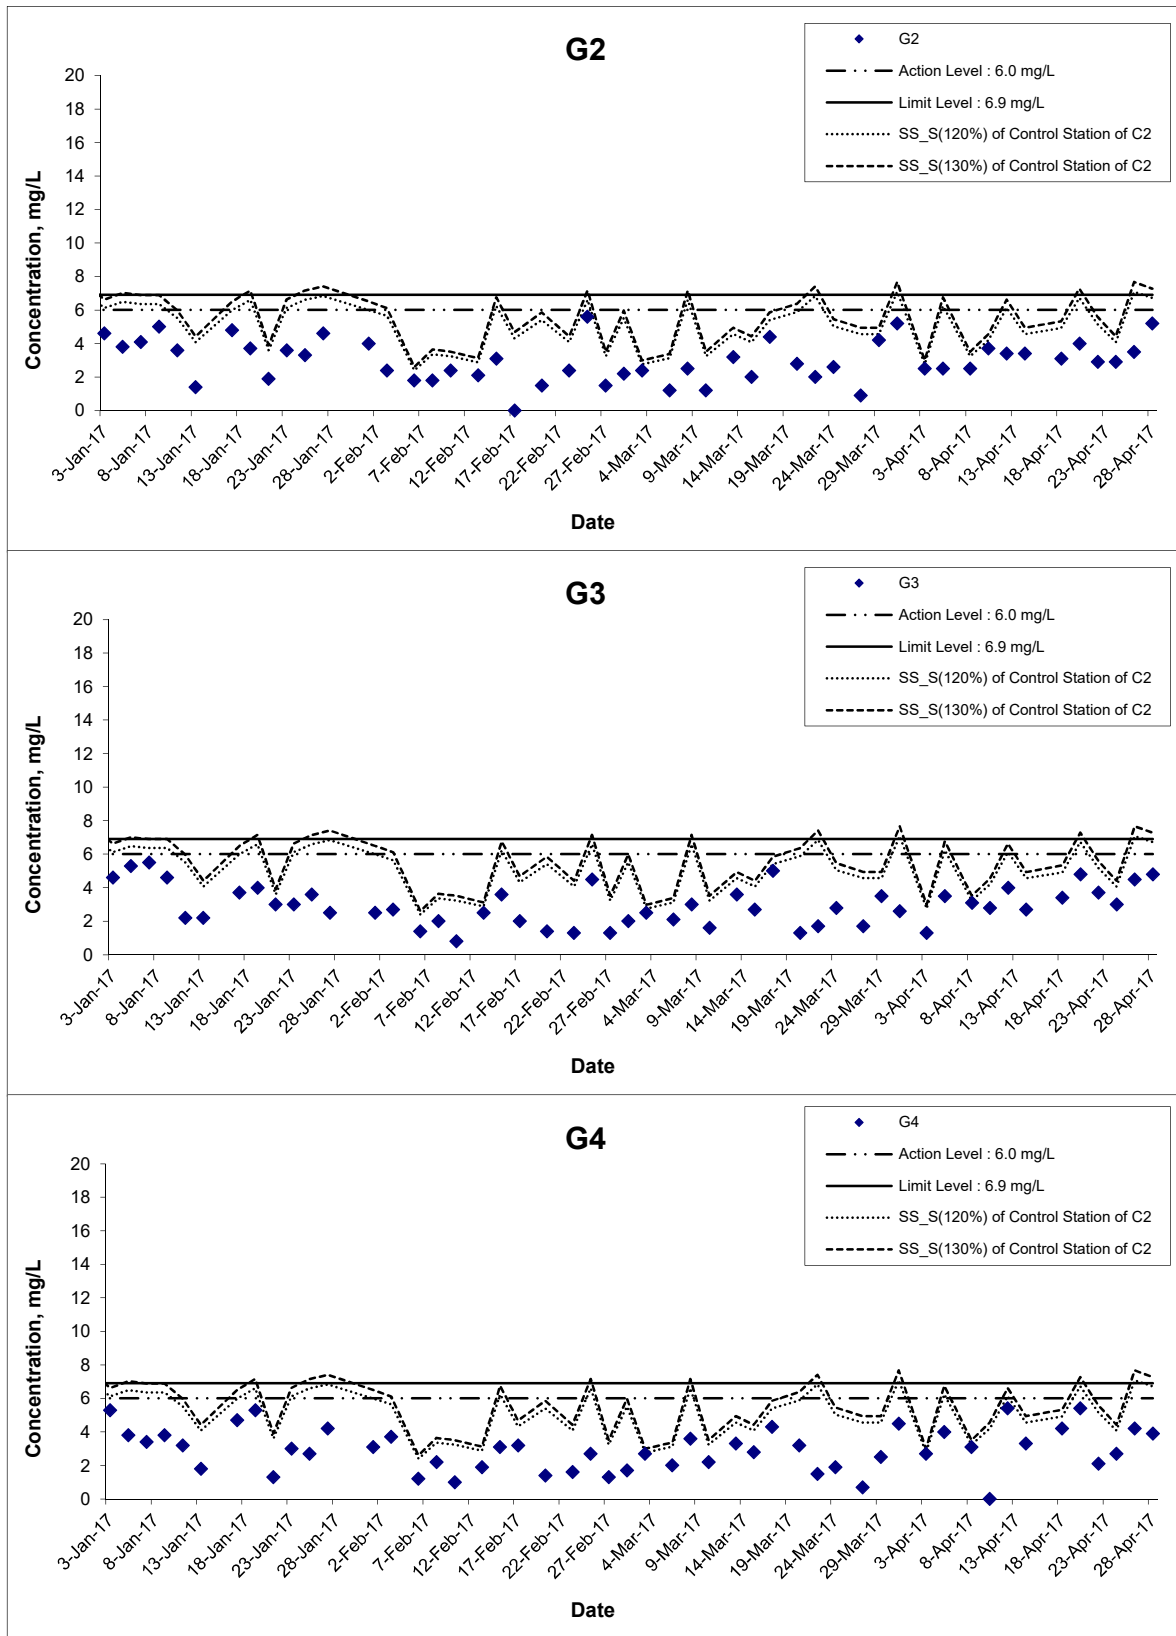 G2
G2
Action Level : 6.0 mg/L
Limit Level : 6.9 mg/L
SS_S(120%) of Control Station of C2
SS_S(130%) of Control Station of C2
Concentration, mg/L
20
18
16
14
12
10
8
6
4
2
0
3-Jan-17
8-Jan-17
13-Jan-17
18-Jan-17
23-Jan-17
28-Jan-17
2-Feb-17
7-Feb-17
12-Feb-17
17-Feb-17
22-Feb-17
27-Feb-17
4-Mar-17
9-Mar-17
14-Mar-17
19-Mar-17
24-Mar-17
29-Mar-17
3-Apr-17
8-Apr-17
13-Apr-17
18-Apr-17
23-Apr-17
28-Apr-17
Date
G3
G3
Action Level : 6.0 mg/L
Limit Level : 6.9 mg/L
SS_S(120%) of Control Station of C2
SS_S(130%) of Control Station of C2
Concentration, mg/L
20
18
16
14
12
10
8
6
4
2
0
3-Jan-17
8-Jan-17
13-Jan-17
18-Jan-17
23-Jan-17
28-Jan-17
2-Feb-17
7-Feb-17
12-Feb-17
17-Feb-17
22-Feb-17
27-Feb-17
4-Mar-17
9-Mar-17
14-Mar-17
19-Mar-17
24-Mar-17
29-Mar-17
3-Apr-17
8-Apr-17
13-Apr-17
18-Apr-17
23-Apr-17
28-Apr-17
Date
G4
G4
Action Level : 6.0 mg/L
Limit Level : 6.9 mg/L
SS_S(120%) of Control Station of C2
SS_S(130%) of Control Station of C2
Concentration, mg/L
20
18
16
14
12
10
8
6
4
2
0
3-Jan-17
8-Jan-17
13-Jan-17
18-Jan-17
23-Jan-17
28-Jan-17
2-Feb-17
7-Feb-17
12-Feb-17
17-Feb-17
22-Feb-17
27-Feb-17
4-Mar-17
9-Mar-17
14-Mar-17
19-Mar-17
24-Mar-17
29-Mar-17
3-Apr-17
8-Apr-17
13-Apr-17
18-Apr-17
23-Apr-17
28-Apr-17
Date